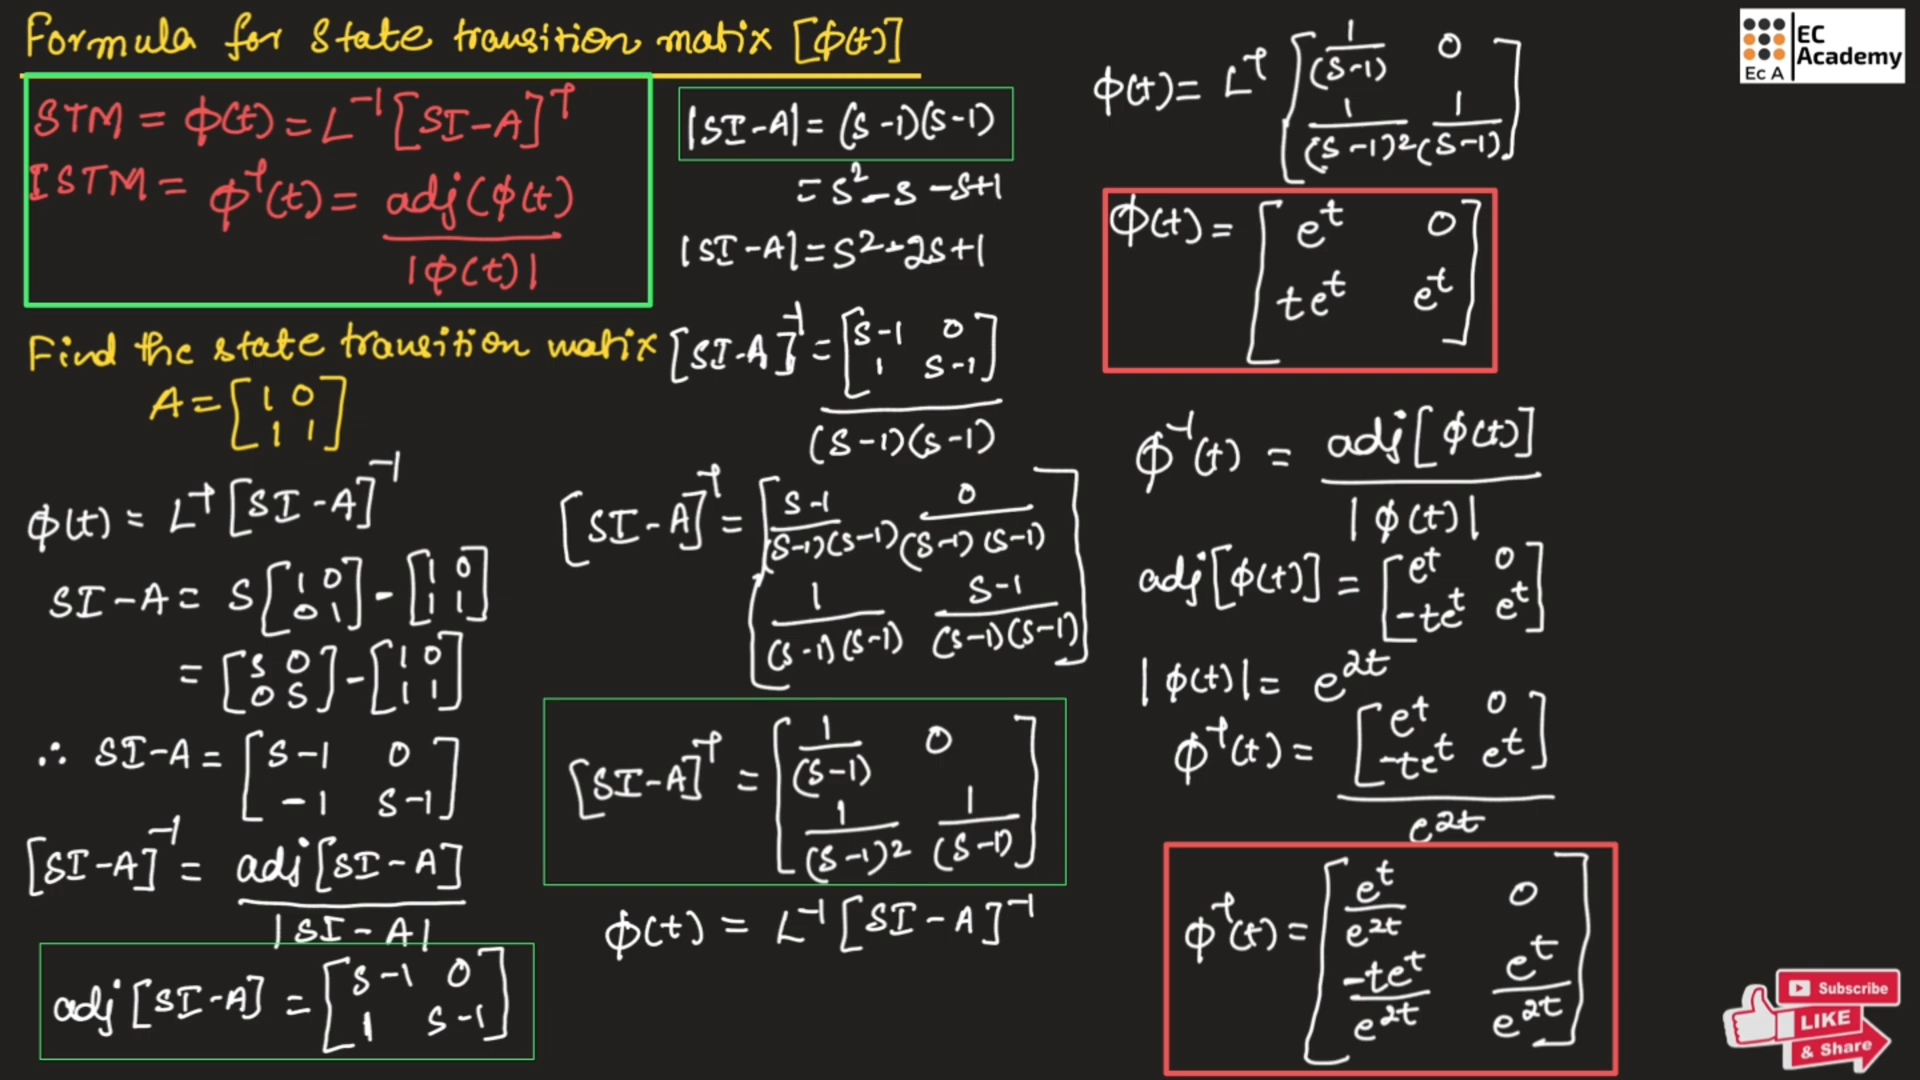 Formula for state transition matix [ϕ(t)]
STM = ϕ(t) = L⁻¹[SI-A]⁻¹
ISTM = ϕ⁻¹(t) = adj(ϕ(t)
|ϕ(t)|
Find the state transition matix
A = [1 0
1 1]
ϕ(t) = L⁻¹[SI-A]⁻¹
SI-A = S[1 0 - [1 0
0 1] 1 1]
= [S 0 - [1 0
0 S] 1 1]
∴ SI-A = [S-1 0
-1 S-1]
[SI-A]⁻¹ = adj[SI-A]
|SI-A|
adj[SI-A] = [S-1 0
1 S-1]
|SI-A| = (S-1)(S-1)
= S²-S-S+1
|SI-A| = S²-2S+1
[SI-A]⁻¹ = [S-1 0
1 S-1]
(S-1)(S-1)
[SI-A]⁻¹ = [S-1 0
(S-1)(S-1) (S-1)(S-1)
1 S-1
(S-1)(S-1) (S-1)(S-1)]
[SI-A]⁻¹ = [1 0
(S-1)
1 1
(S-1)² (S-1)]
ϕ(t) = L⁻¹[SI-A]⁻¹
ϕ(t) = L⁻¹[1 0
(S-1)
1 1
(S-1)² (S-1)]
ϕ(t) = [eᵗ 0
teᵗ eᵗ]
ϕ⁻¹(t) = adj[ϕ(t)]
|ϕ(t)|
adj[ϕ(t)] = [eᵗ 0
-teᵗ eᵗ]
|ϕ(t)| = e²ᵗ
ϕ⁻¹(t) = [eᵗ 0
-teᵗ eᵗ]
e²ᵗ
ϕ⁻¹(t) = [eᵗ 0
e²ᵗ
-teᵗ eᵗ
e²ᵗ e²ᵗ]
EC
Academy
Ec A
Subscribe
LIKE
& Share